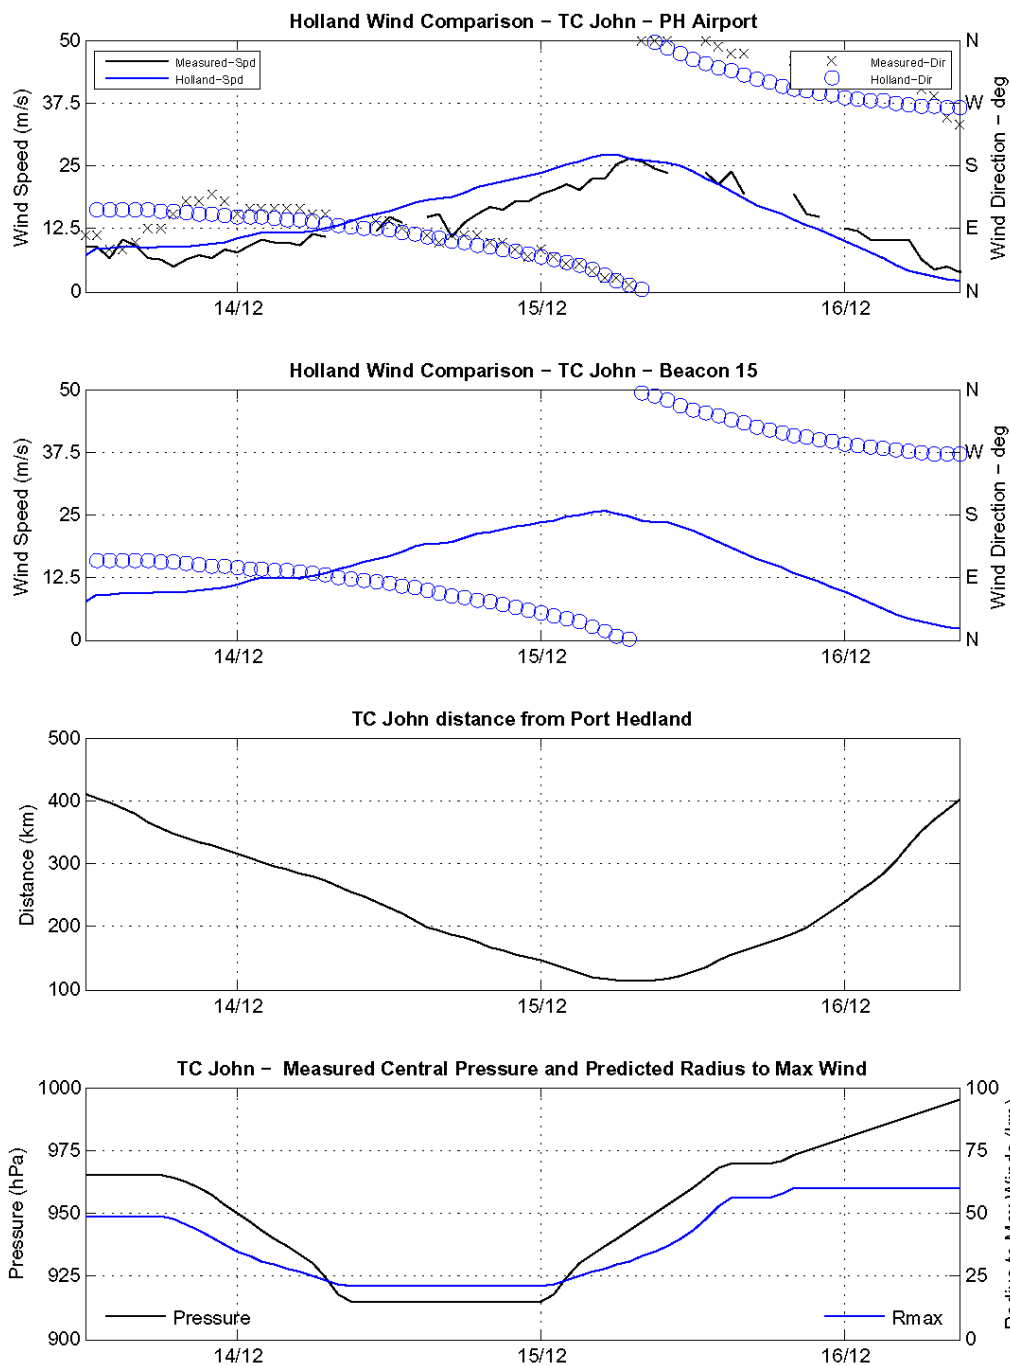 Holland Wind Comparison − TC John − PH Airport
50
37.5
25
12.5
0
Wind Speed (m/s)
Measured−Spd
Holland−Spd
Measured−Dir
Holland−Dir
N
W
S
E
N
Wind Direction − deg
14/12
15/12
16/12
Holland Wind Comparison − TC John − Beacon 15
50
37.5
25
12.5
0
Wind Speed (m/s)
N
W
S
E
N
Wind Direction − deg
14/12
15/12
16/12
TC John distance from Port Hedland
500
400
300
200
100
Distance (km)
14/12
15/12
16/12
TC John − Measured Central Pressure and Predicted Radius to Max Wind
1000
975
950
925
900
Pressure (hPa)
100
75
50
25
0
Radius to Max Winds (km)
Pressure
Rmax
14/12
15/12
16/12